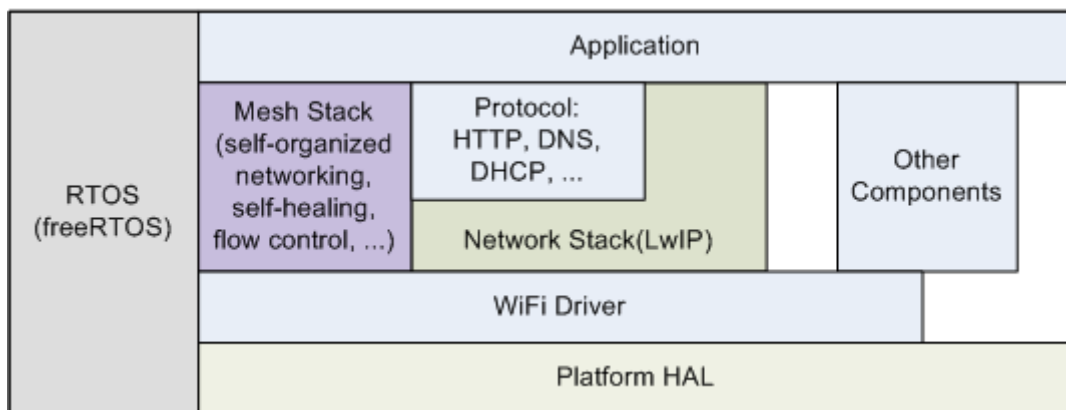 Application
RTOS
(freeRTOS)
Mesh Stack
(self-organized
networking,
self-healing,
flow control, ...)
Protocol:
HTTP, DNS,
DHCP, ...
Network Stack(LwIP)
Other
Components
WiFi Driver
Platform HAL